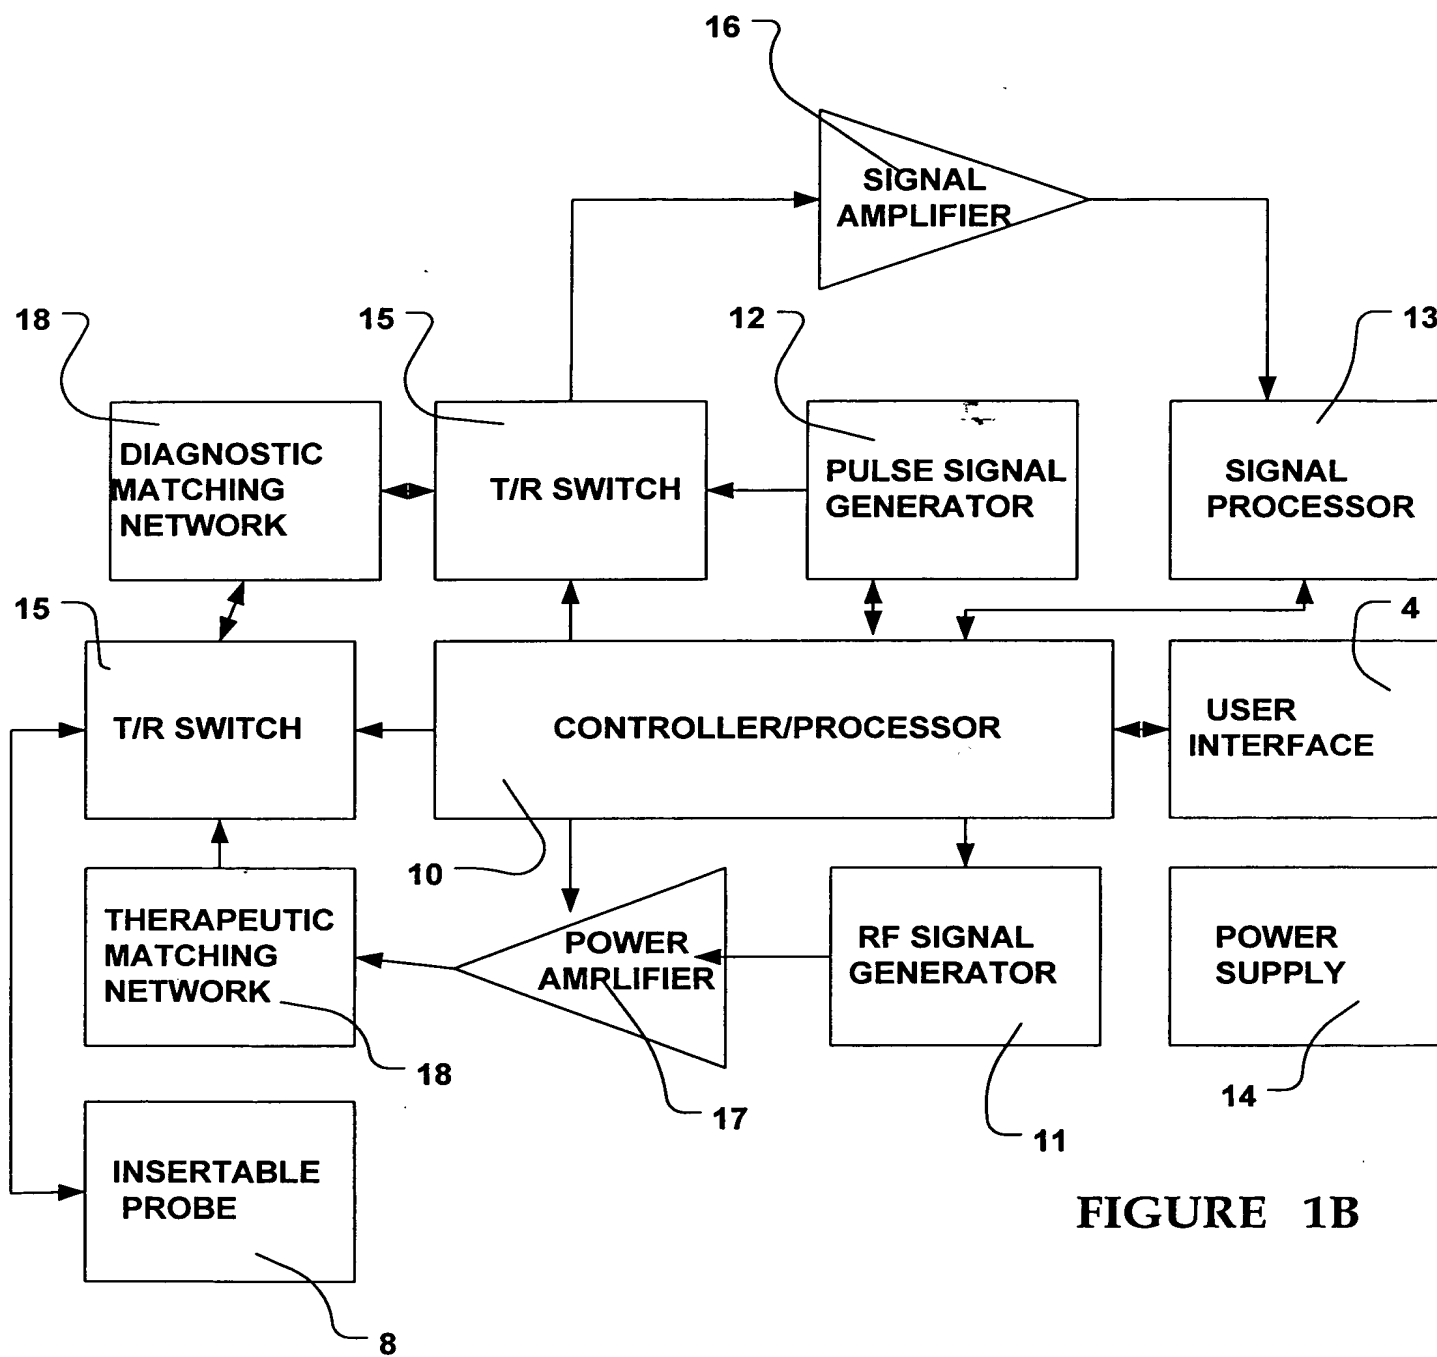 16
SIGNAL
AMPLIFIER
18
15
12
13
DIAGNOSTIC
MATCHING
NETWORK
T/R SWITCH
PULSE SIGNAL
GENERATOR
SIGNAL
PROCESSOR
15
4
T/R SWITCH
CONTROLLER/PROCESSOR
USER
INTERFACE
10
THERAPEUTIC
MATCHING
NETWORK
POWER
AMRLIFIER
RF SIGNAL
GENERATOR
POWER
SUPPLY
18
17
11
14
INSERTABLE
PROBE
8
FIGURE 1B